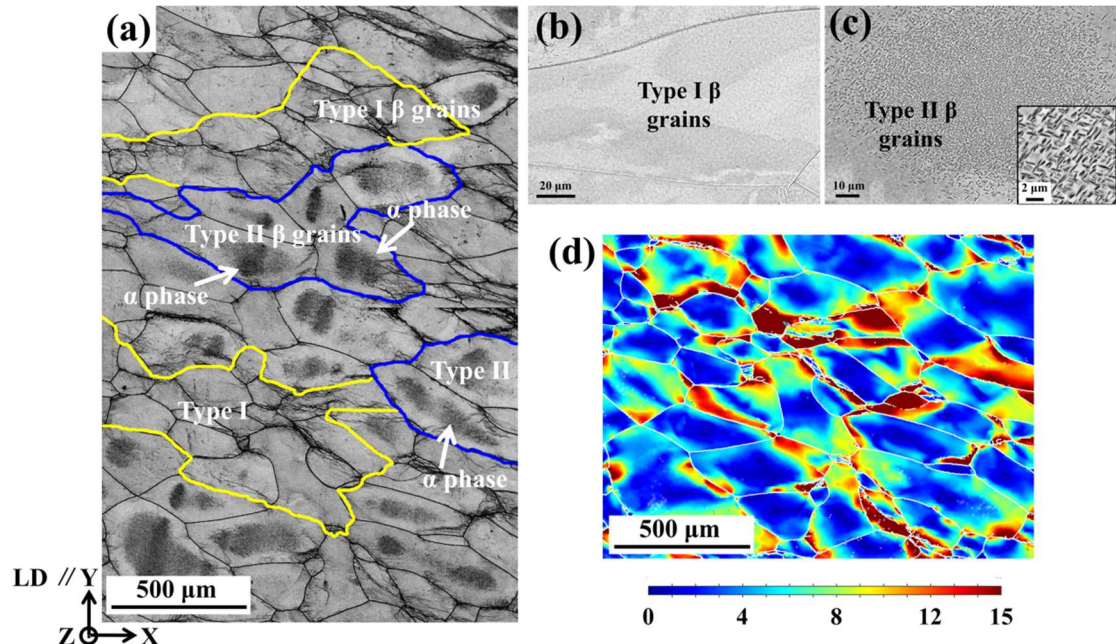 (a)
Type I β grains
α phase
Type II β grains
α phase
Type II
Type I
α phase
500 μm
LD // Y
Z
X
(b)
Type I β
grains
20 μm
(c)
Type II β
grains
10 μm
2 μm
(d)
500 μm
0 4 8 12 15